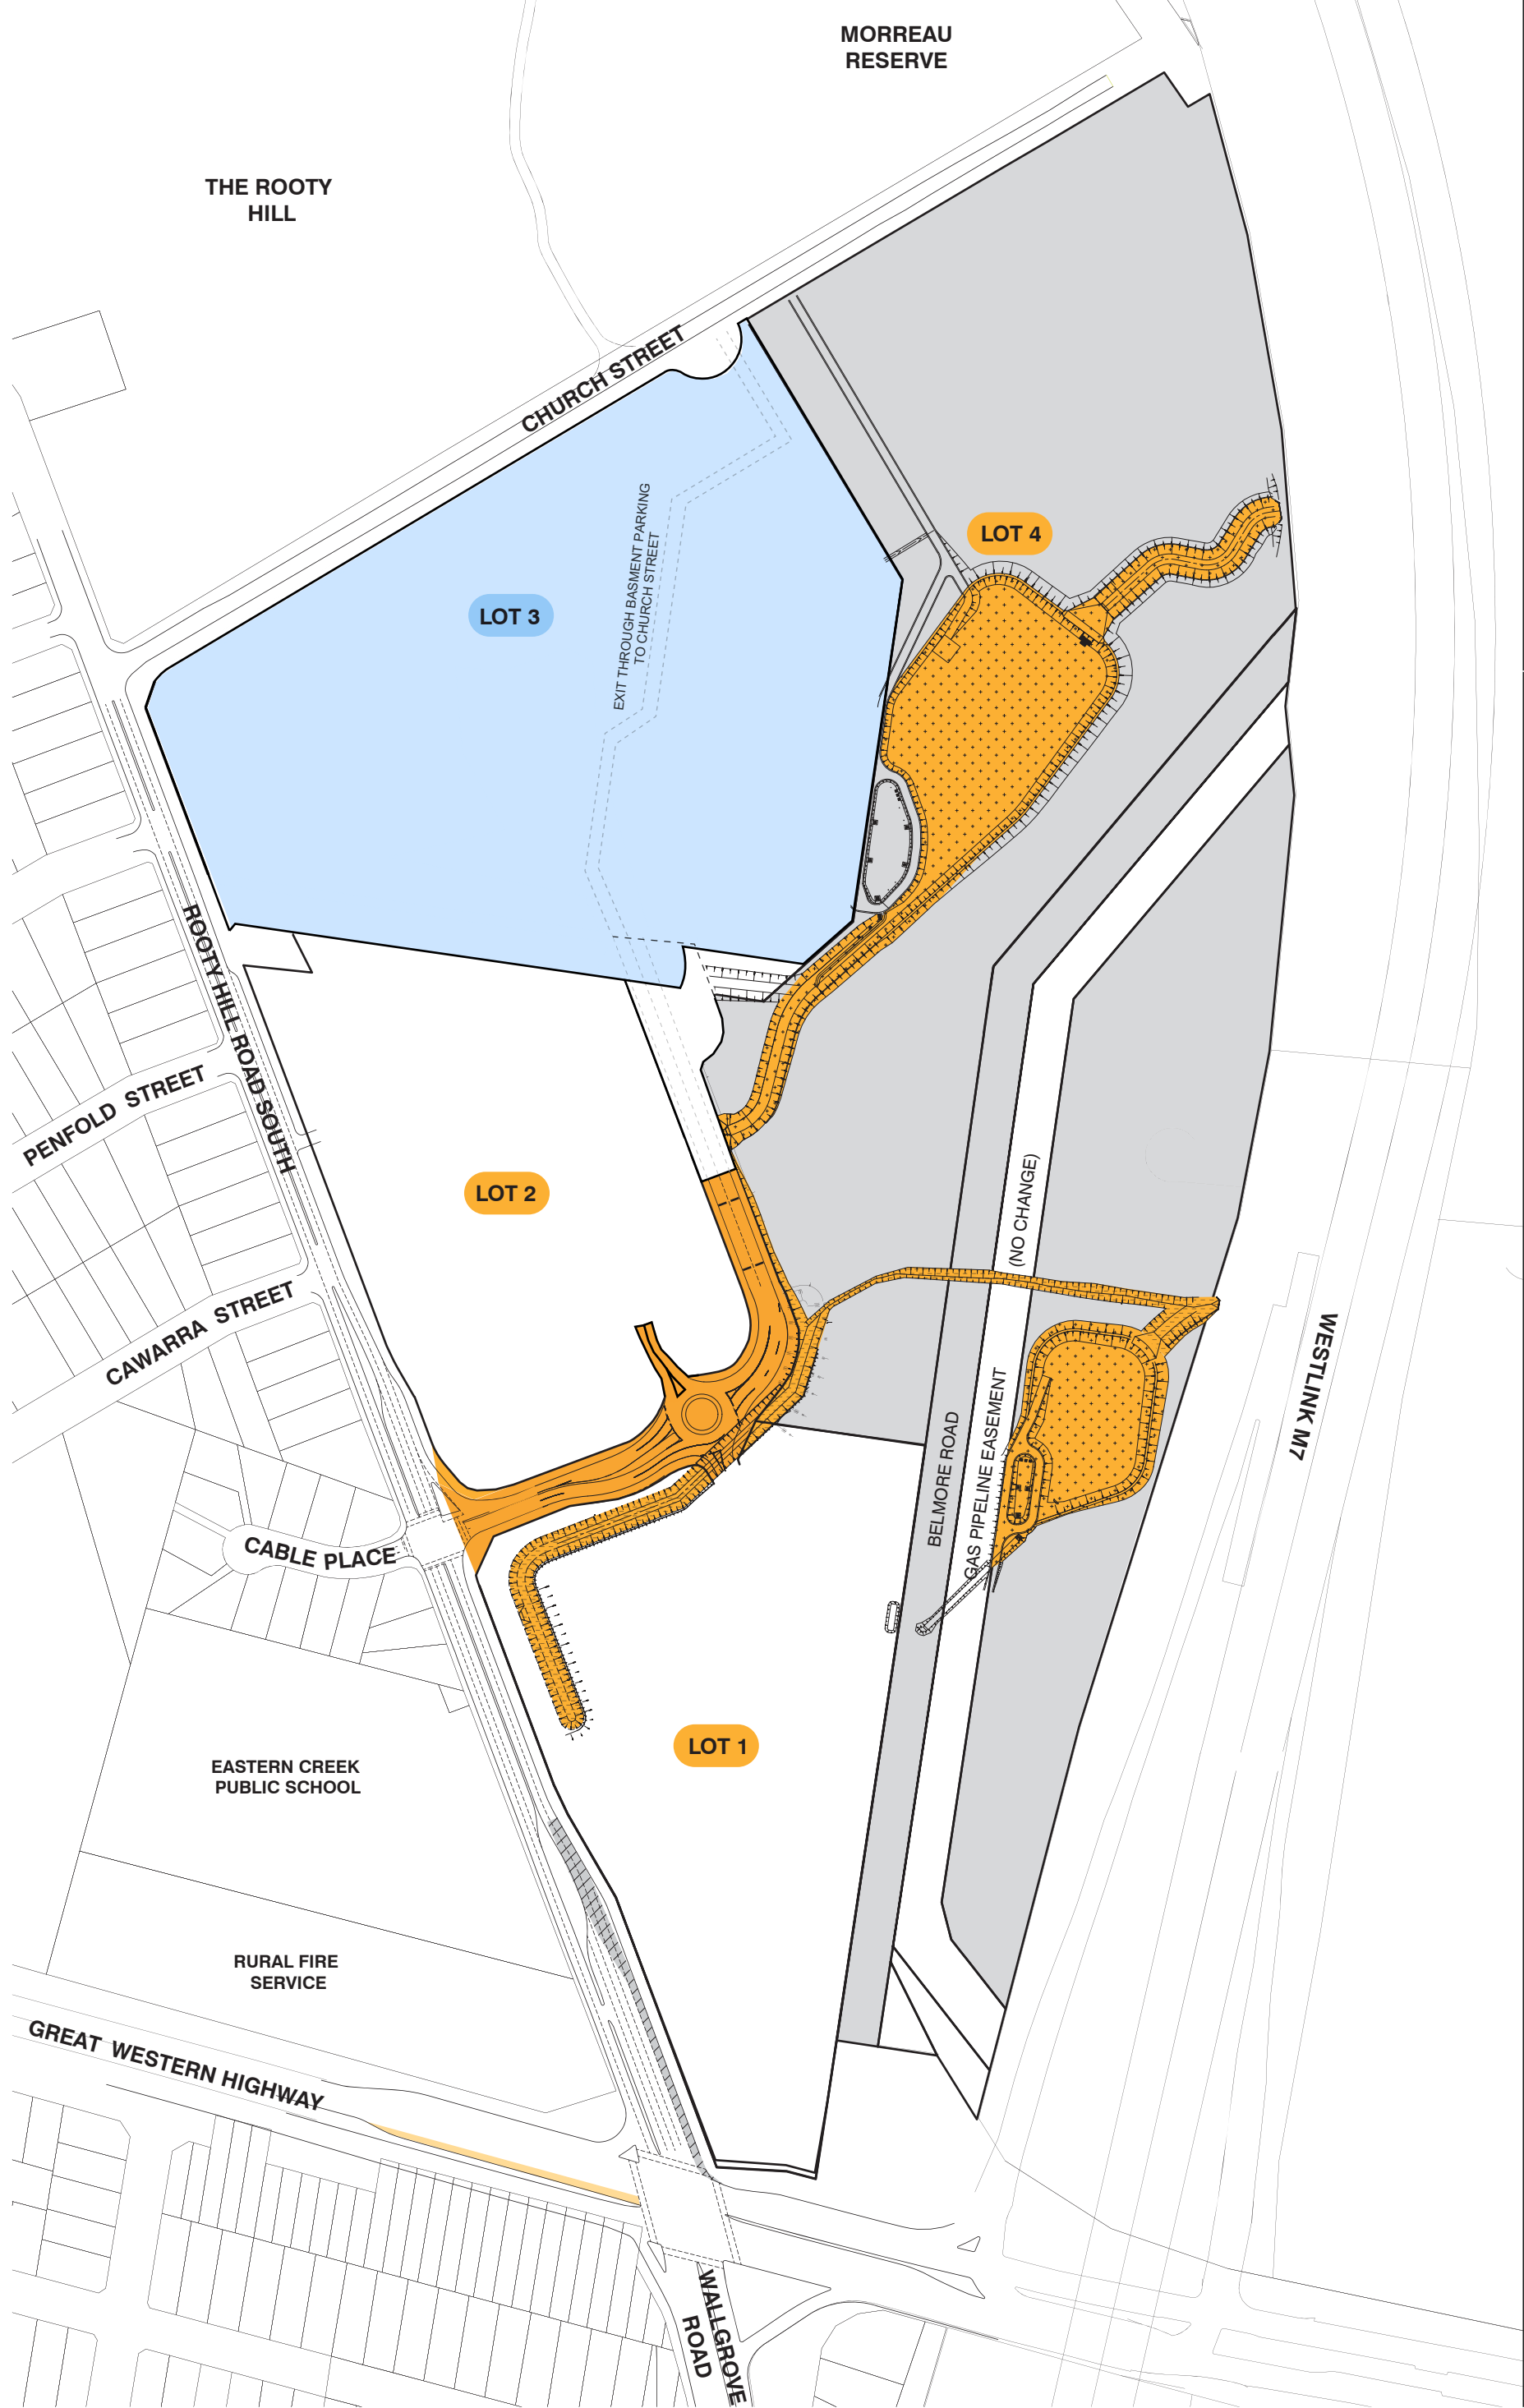 MORREAU
RESERVE
THE ROOTY
HILL
CHURCH STREET
LOT 4
EXIT THROUGH BASMENT PARKING
TO CHURCH STREET
LOT 3
ROOTY HILL ROAD SOUTH
PENFOLD STREET
LOT 2
(NO CHANGE)
CAWARRA STREET
WESTLINK M7
BELMORE ROAD
GAS PIPELINE EASEMENT
CABLE PLACE
LOT 1
EASTERN CREEK
PUBLIC SCHOOL
RURAL FIRE
SERVICE
GREAT WESTERN HIGHWAY
WALLGROVE
ROAD